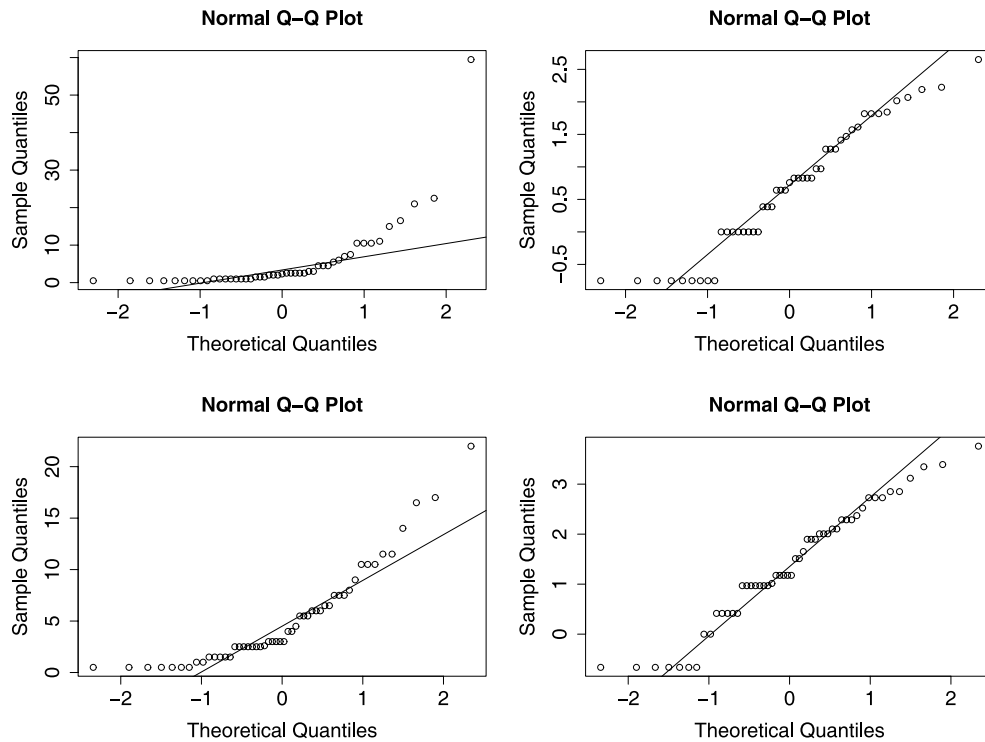 Normal Q−Q Plot
Sample Quantiles
0 10 30 50
−2 −1 0 1 2
Theoretical Quantiles
Normal Q−Q Plot
Sample Quantiles
−0.5 0.5 1.5 2.5
−2 −1 0 1 2
Theoretical Quantiles
Normal Q−Q Plot
Sample Quantiles
0 5 10 15 20
−2 −1 0 1 2
Theoretical Quantiles
Normal Q−Q Plot
Sample Quantiles
0 1 2 3
−2 −1 0 1 2
Theoretical Quantiles